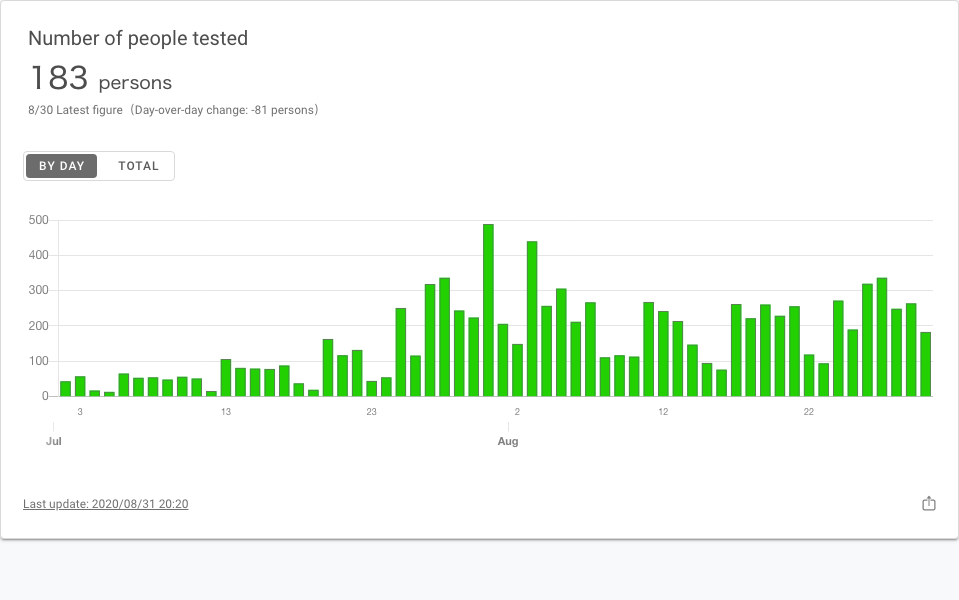 Number of people tested
183 persons
8/30 Latest figure（Day-over-day change: -81 persons）
BY DAY TOTAL
500
400
300
200
100
0
3 13 23 2 12 22
Jul Aug
Last update: 2020/08/31 20:20